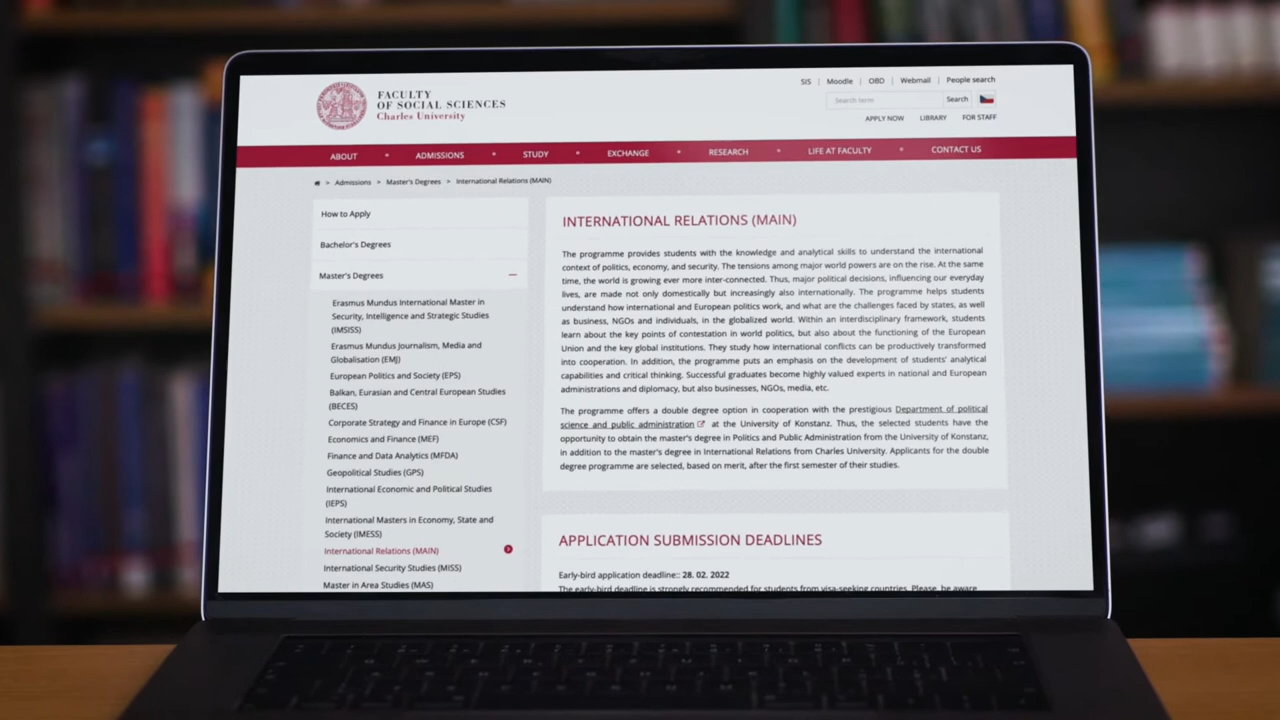 FACULTY
OF SOCIAL SCIENCES
Charles University
SIS | Moodle | OBD | Webmail | People search
Search term Search
APPLY NOW LIBRARY FOR STAFF
ABOUT • ADMISSIONS • STUDY • EXCHANGE • RESEARCH • LIFE AT FACULTY • CONTACT US
> Admissions > Master's Degrees > International Relations (MAIN)
How to Apply
Bachelor's Degrees
Master's Degrees
Erasmus Mundus International Master in
Security, Intelligence and Strategic Studies
(IMSISS)
Erasmus Mundus Journalism, Media and
Globalisation (EMJ)
European Politics and Society (EPS)
Balkan, Eurasian and Central European Studies
(BECES)
Corporate Strategy and Finance in Europe (CSF)
Economics and Finance (MEF)
Finance and Data Analytics (MFDA)
Geopolitical Studies (GPS)
International Economic and Political Studies
(IEPS)
International Masters in Economy, State and
Society (IMESS)
International Relations (MAIN)
International Security Studies (MISS)
Master in Area Studies (MAS)
INTERNATIONAL RELATIONS (MAIN)
The programme provides students with the knowledge and analytical skills to understand the international
context of politics, economy, and security. The tensions among major world powers are on the rise. At the same
time, the world is growing ever more inter-connected. Thus, major political decisions, influencing our everyday
lives, are made not only domestically but increasingly also internationally. The programme helps students
understand how international and European politics work, and what are the challenges faced by states, as well
as business, NGOs and individuals, in the globalized world. Within an interdisciplinary framework, students
learn about the key points of contestation in world politics, but also about the functioning of the European
Union and the key global institutions. They study how international conflicts can be productively transformed
into cooperation. In addition, the programme puts an emphasis on the development of students' analytical
capabilities and critical thinking. Successful graduates become highly valued experts in national and European
administrations and diplomacy, but also businesses, NGOs, media, etc.
The programme offers a double degree option in cooperation with the prestigious Department of political
science and public administration at the University of Konstanz. Thus, the selected students have the
opportunity to obtain the master's degree in Politics and Public Administration from the University of Konstanz,
in addition to the master's degree in International Relations from Charles University. Applicants for the double
degree programme are selected, based on merit, after the first semester of their studies.
APPLICATION SUBMISSION DEADLINES
Early-bird application deadline:: 28. 02. 2022
The early-bird deadline is strongly recommended for students from visa-seeking countries. Please, be aware